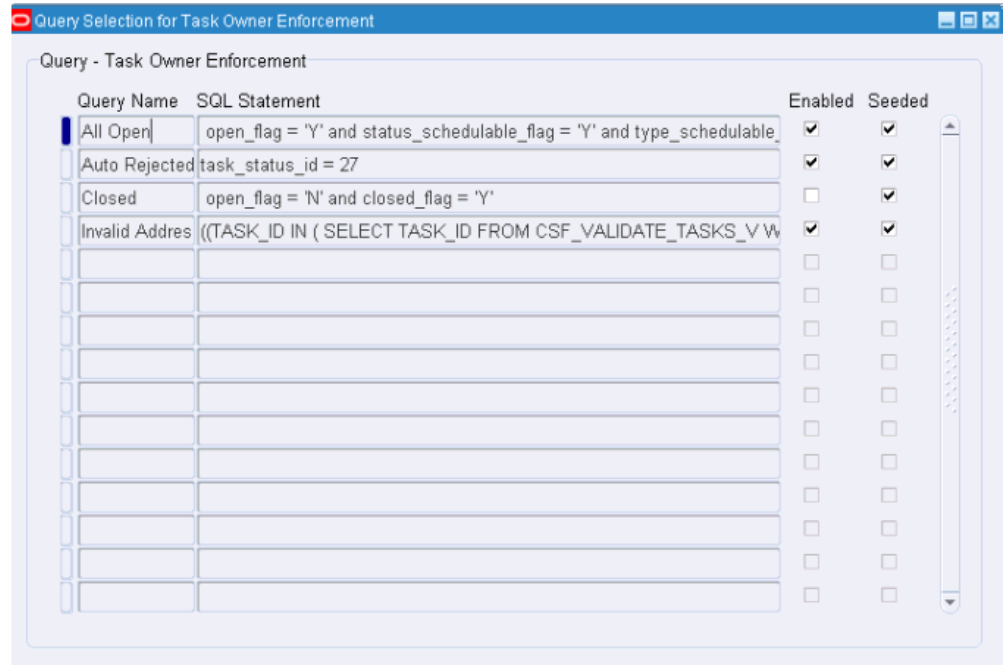 Query Selection for Task Owner Enforcement
Query - Task Owner Enforcement
Query Name SQL Statement Enabled Seeded
All Open open_flag = 'Y' and status_schedulable_flag = 'Y' and type_schedulable_
Auto Rejected task_status_id = 27
Closed open_flag = 'N' and closed_flag = 'Y'
Invalid Addres ((TASK_ID IN ( SELECT TASK_ID FROM CSF_VALIDATE_TASKS_V W